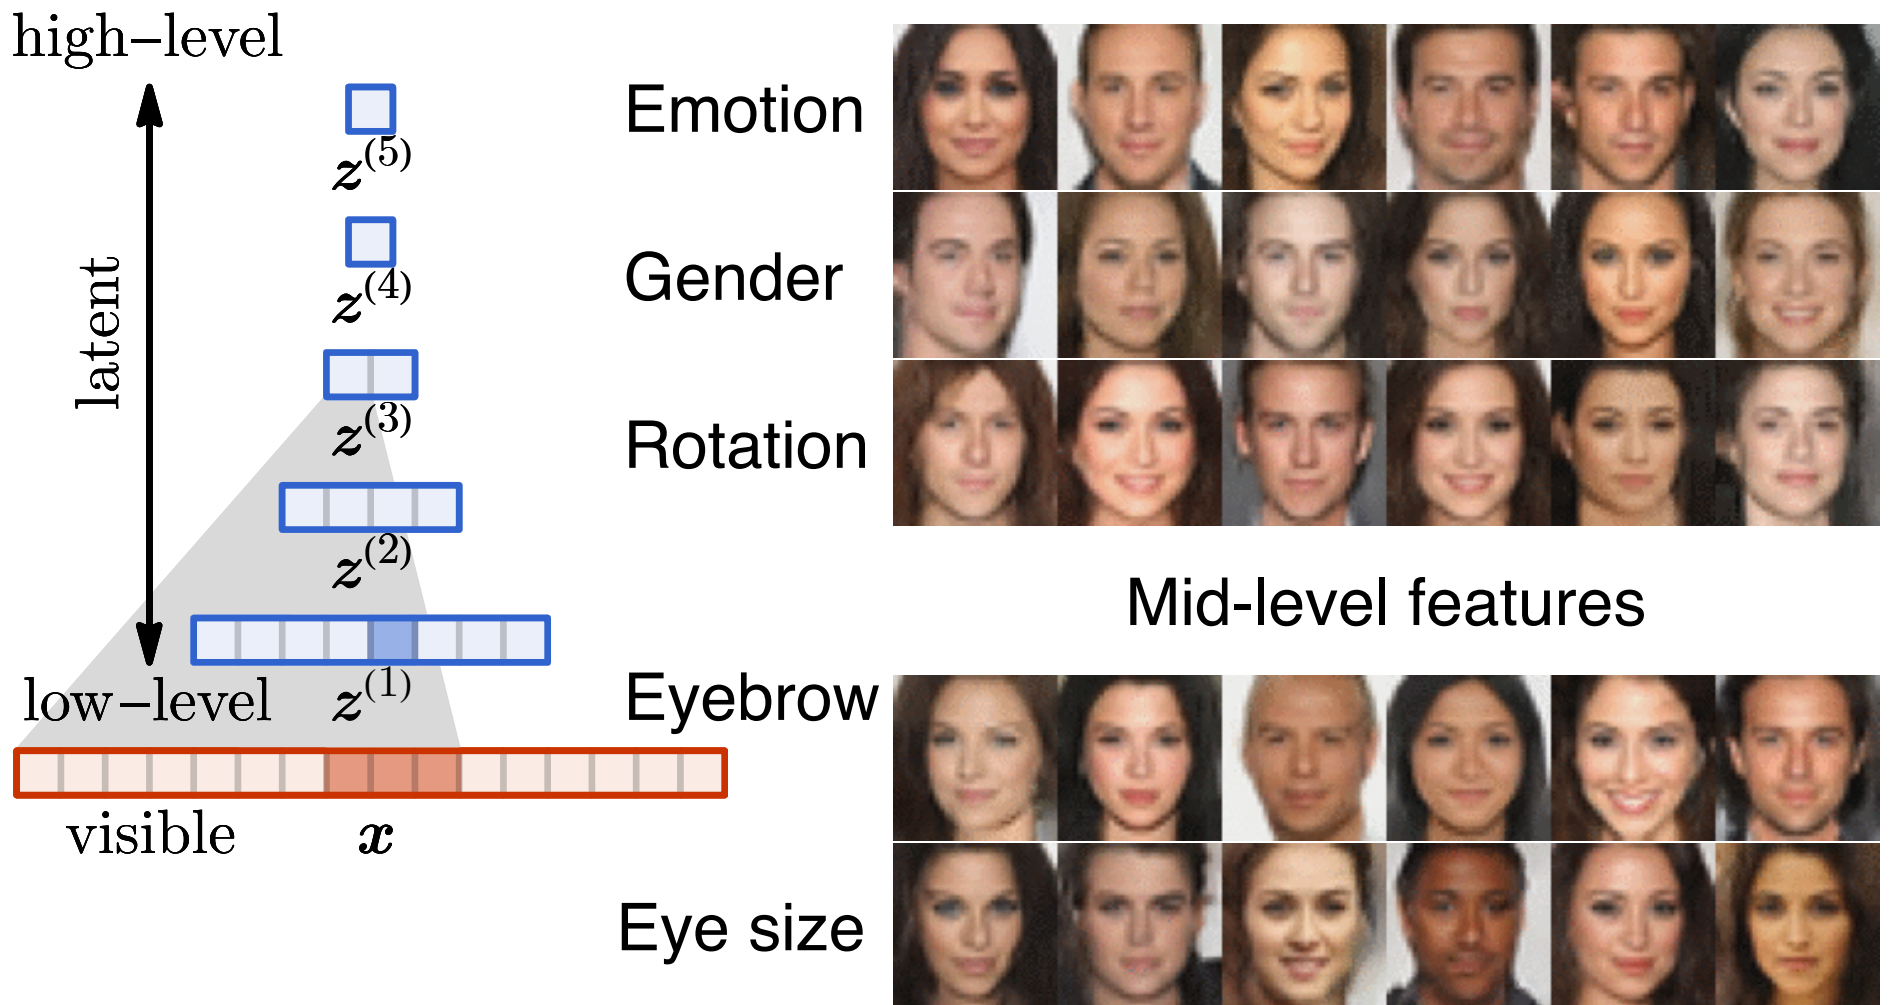 high–level
latent
z(5)
z(4)
z(3)
z(2)
z(1)
low–level
visible
x
Emotion
Gender
Rotation
Mid-level features
Eyebrow
Eye size